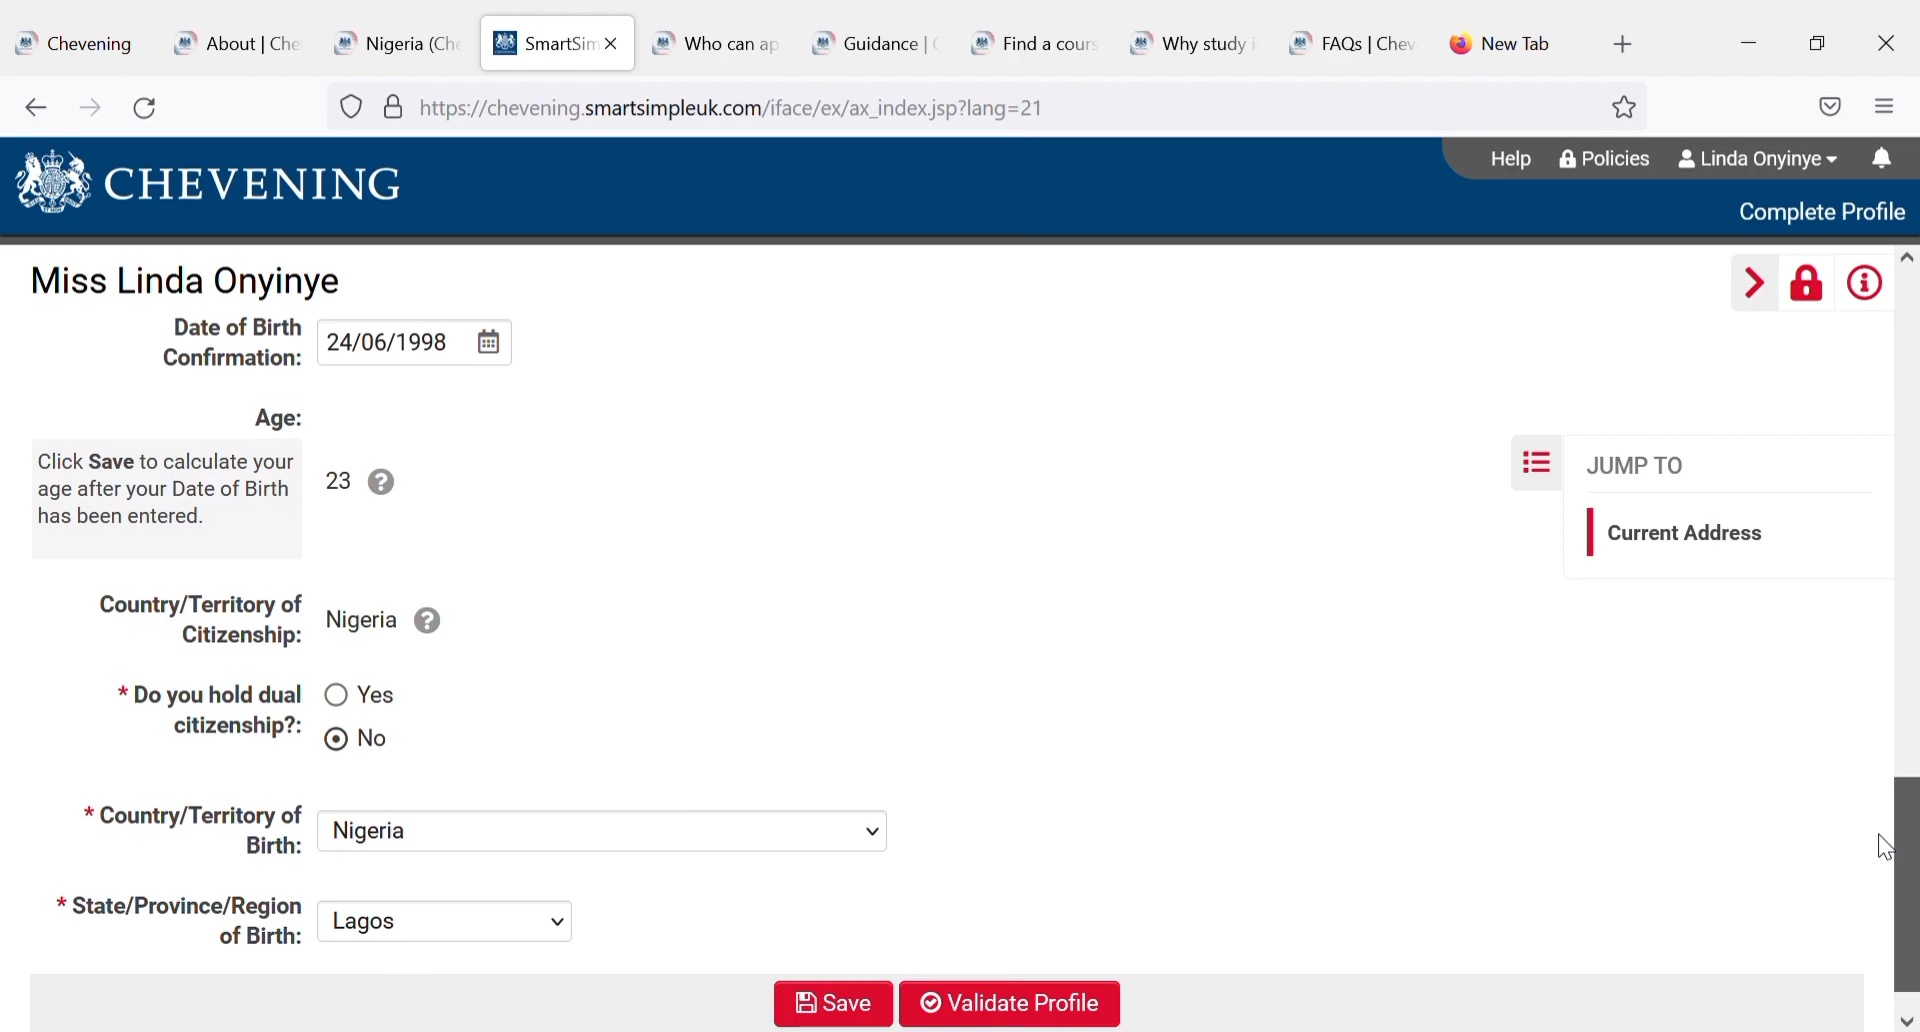 Chevening
About | Che
Nigeria (Che
SmartSim
Who can ap
Guidance | C
Find a cours
Why study i
FAQs | Chev
New Tab
https://chevening.smartsimpleuk.com/iface/ex/ax_index.jsp?lang=21
CHEVENING
Help
Policies
Linda Onyinye
Complete Profile
Miss Linda Onyinye
Date of Birth
Confirmation:
24/06/1998
Age:
Click Save to calculate your
age after your Date of Birth
has been entered.
23
JUMP TO
Current Address
Country/Territory of
Citizenship:
Nigeria
* Do you hold dual
citizenship?:
Yes
No
* Country/Territory of
Birth:
Nigeria
* State/Province/Region
of Birth:
Lagos
Save
Validate Profile